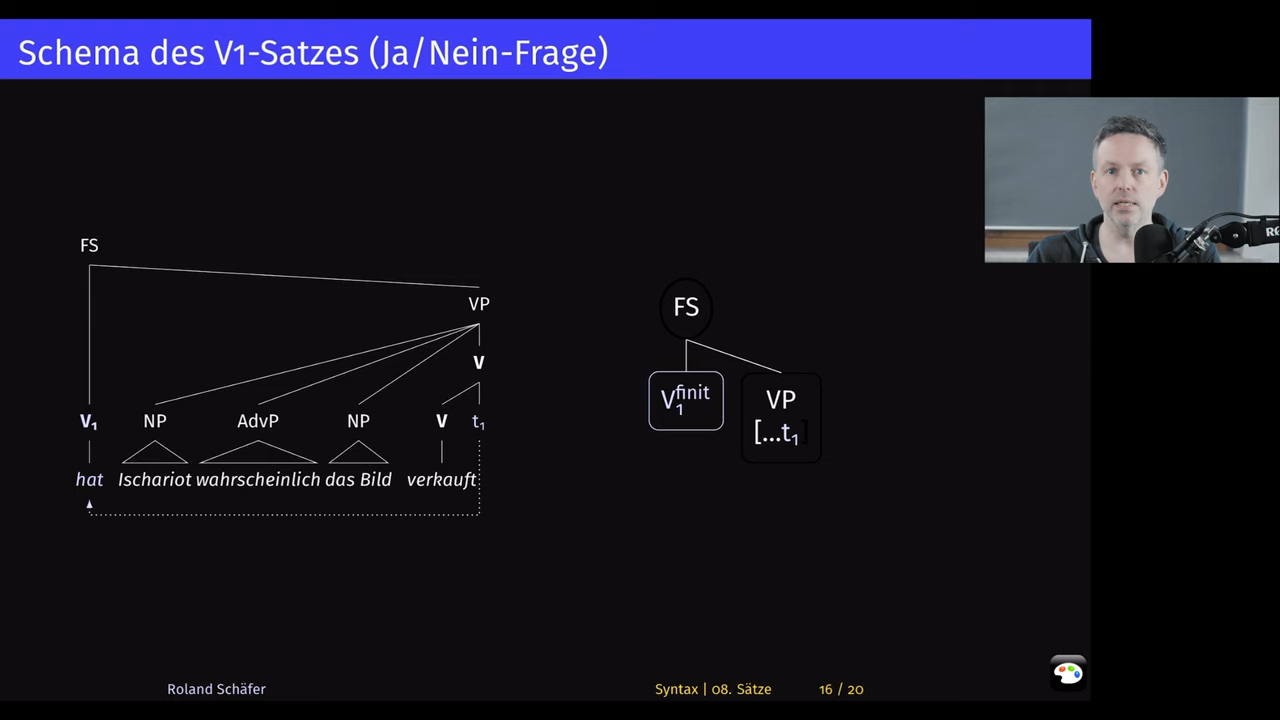 Schema des V1-Satzes (Ja/Nein-Frage)
FS
VP
V
V₁ NP AdvP NP V t₁
hat Ischariot wahrscheinlich das Bild verkauft
FS
V₁finit VP
[...t₁]
Roland Schäfer
Syntax | 08. Sätze 16 / 20